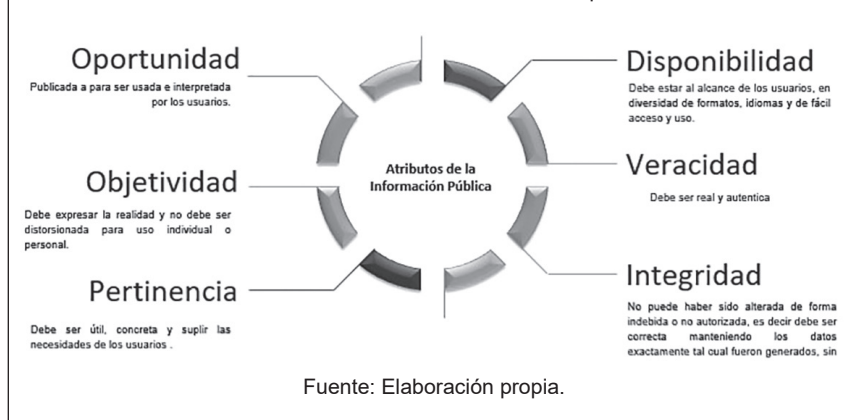 Oportunidad
Publicada a para ser usada e interpretada
por los usuarios.
Objetividad
Debe expresar la realidad y no debe ser
distorsionada para uso individual o
personal.
Pertinencia
Debe ser útil, concreta y suplir las
necesidades de los usuarios .
Atributos de la
Información Pública
Disponibilidad
Debe estar al alcance de los usuarios, en
diversidad de formatos, idiomas y de fácil
acceso y uso.
Veracidad
Debe ser real y autentica
Integridad
No puede haber sido alterada de forma
indebida o no autorizada, es decir debe ser
correcta manteniendo los datos
exactamente tal cual fueron generados, sin
Fuente: Elaboración propia.